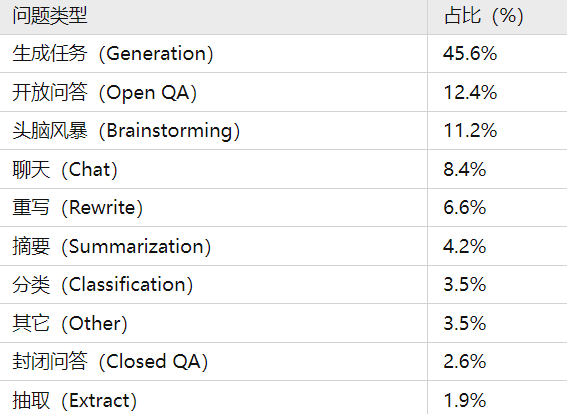 问题类型 占比（%）
生成任务（Generation） 45.6%
开放问答（Open QA） 12.4%
头脑风暴（Brainstorming） 11.2%
聊天（Chat） 8.4%
重写（Rewrite） 6.6%
摘要（Summarization） 4.2%
分类（Classification） 3.5%
其它（Other） 3.5%
封闭问答（Closed QA） 2.6%
抽取（Extract） 1.9%